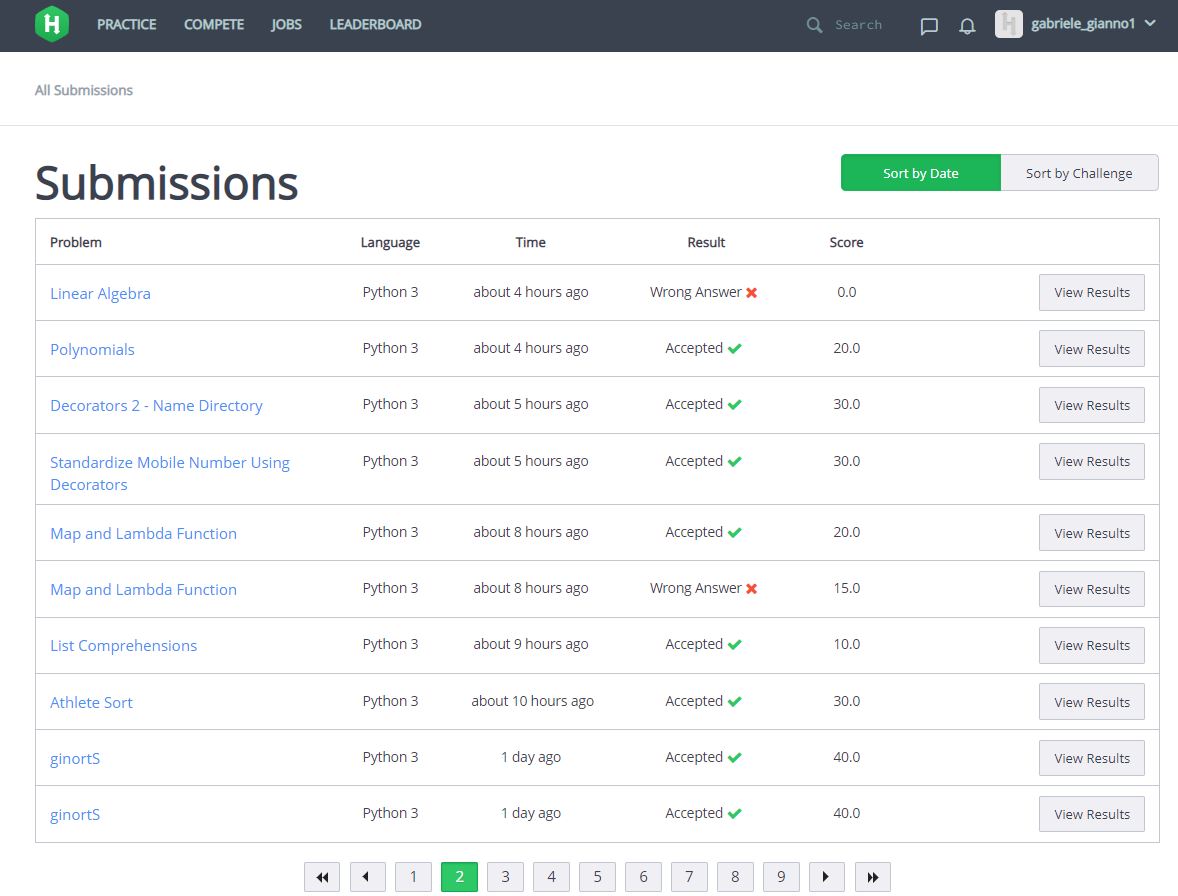 PRACTICE COMPETE JOBS LEADERBOARD Search gabriele_gianno1
All Submissions
Submissions Sort by Date Sort by Challenge
Problem Language Time Result Score
Linear Algebra Python 3 about 4 hours ago Wrong Answer 0.0 View Results
Polynomials Python 3 about 4 hours ago Accepted 20.0 View Results
Decorators 2 - Name Directory Python 3 about 5 hours ago Accepted 30.0 View Results
Standardize Mobile Number Using Python 3 about 5 hours ago Accepted 30.0 View Results
Decorators
Map and Lambda Function Python 3 about 8 hours ago Accepted 20.0 View Results
Map and Lambda Function Python 3 about 8 hours ago Wrong Answer 15.0 View Results
List Comprehensions Python 3 about 9 hours ago Accepted 10.0 View Results
Athlete Sort Python 3 about 10 hours ago Accepted 30.0 View Results
ginortS Python 3 1 day ago Accepted 40.0 View Results
ginortS Python 3 1 day ago Accepted 40.0 View Results
1 2 3 4 5 6 7 8 9